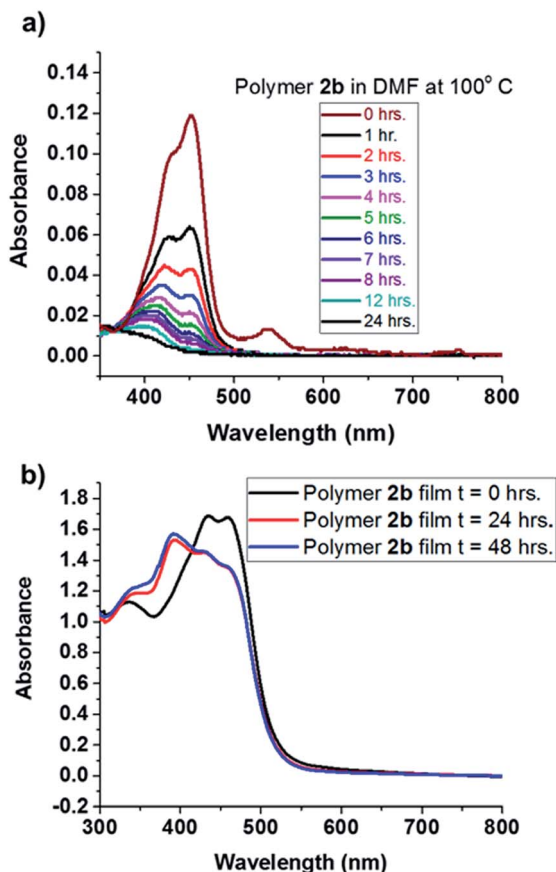 a)
Polymer 2b in DMF at 100° C
0 hrs.
1 hr.
2 hrs.
3 hrs.
4 hrs.
5 hrs.
6 hrs.
7 hrs.
8 hrs.
12 hrs.
24 hrs.
0.14
0.12
0.10
0.08
0.06
0.04
0.02
0.00
Absorbance
400
500
600
700
800
Wavelength (nm)
b)
Polymer 2b film t = 0 hrs.
Polymer 2b film t = 24 hrs.
Polymer 2b film t = 48 hrs.
1.8
1.6
1.4
1.2
1.0
0.8
0.6
0.4
0.2
0.0
-0.2
Absorbance
300
400
500
600
700
800
Wavelength (nm)